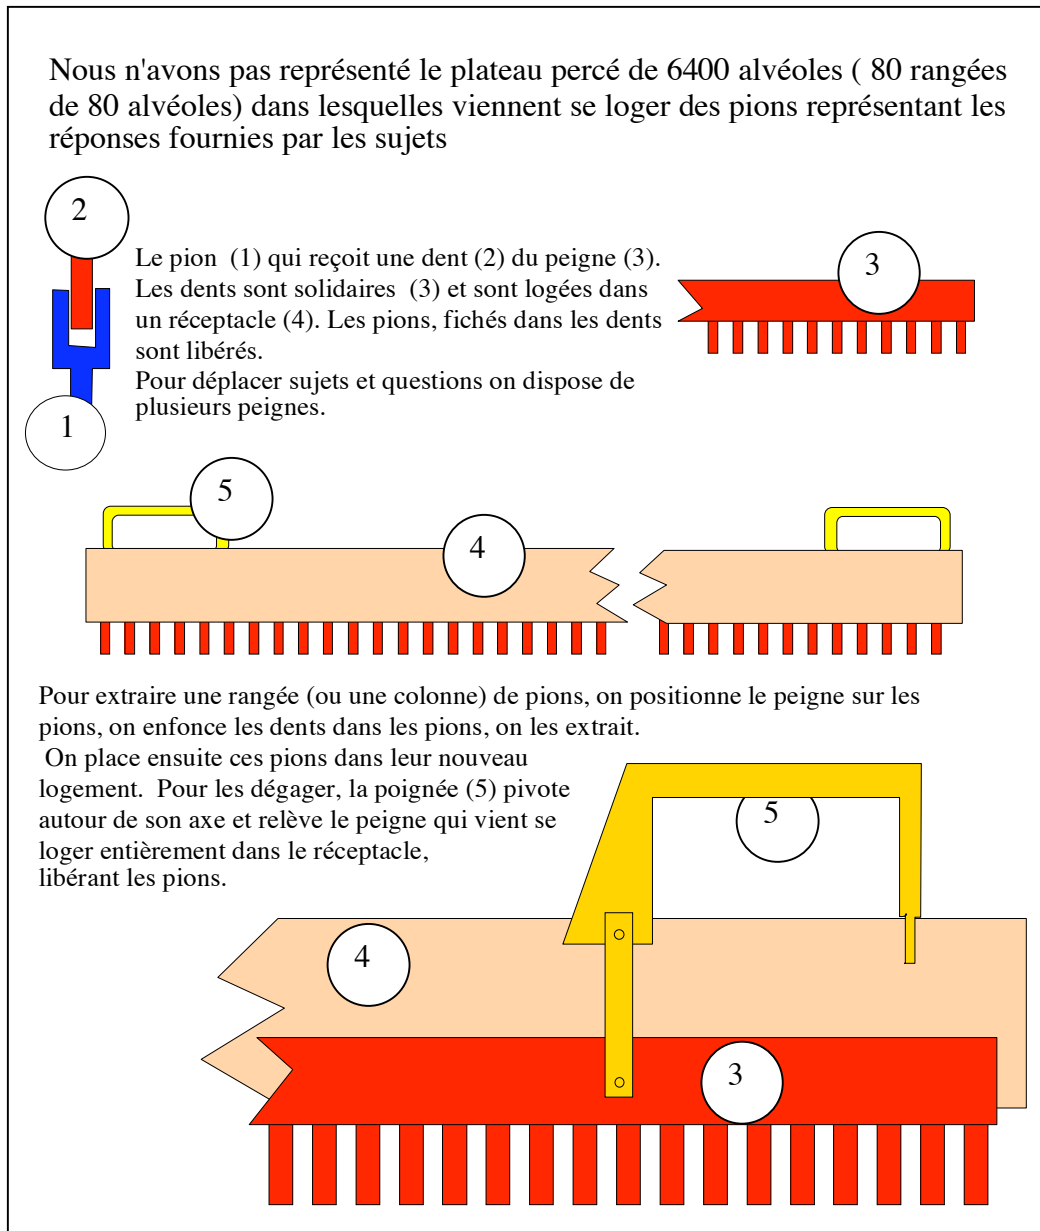 Nous n'avons pas représenté le plateau percé de 6400 alvéoles ( 80 rangées
de 80 alvéoles) dans lesquelles viennent se loger des pions représentant les
réponses fournies par les sujets
2
Le pion (1) qui reçoit une dent (2) du peigne (3).
Les dents sont solidaires (3) et sont logées dans
un réceptacle (4). Les pions, fichés dans les dents
sont libérés.
Pour déplacer sujets et questions on dispose de
plusieurs peignes.
3
1
5
4
Pour extraire une rangée (ou une colonne) de pions, on positionne le peigne sur les
pions, on enfonce les dents dans les pions, on les extrait.
On place ensuite ces pions dans leur nouveau
logement. Pour les dégager, la poignée (5) pivote
autour de son axe et relève le peigne qui vient se
loger entièrement dans le réceptacle,
libérant les pions.
5
4
3